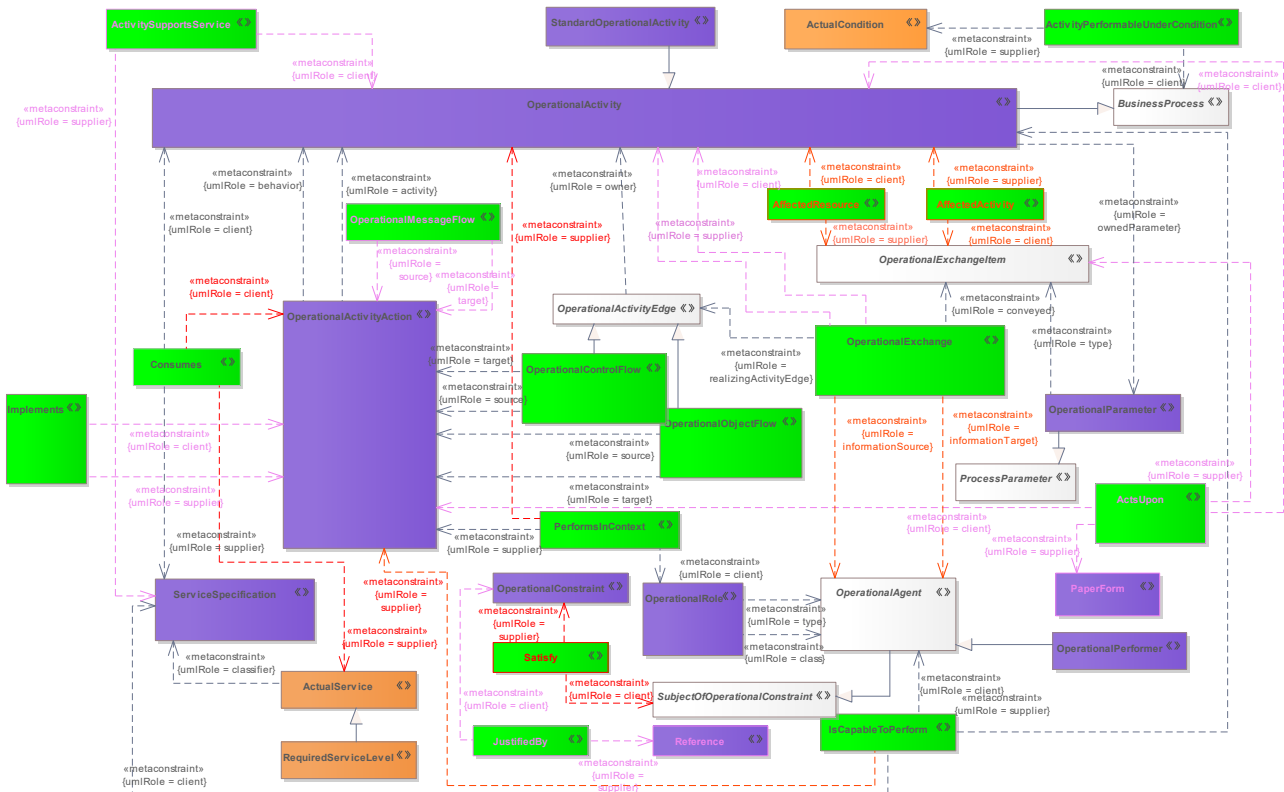 ActivitySupportsService
StandardOperationalActivity
ActualCondition
ActivityPerformableUnderCondition
«metaconstraint»
{umlRole = supplier}
«metaconstraint»
{umlRole = client}
«metaconstraint»
{umlRole = client}
«metaconstraint»
{umlRole = client}
«metaconstraint»
{umlRole = supplier}
OperationalActivity
BusinessProcess
«metaconstraint»
{umlRole = behavior}
«metaconstraint»
{umlRole = activity}
«metaconstraint»
{umlRole = owner}
«metaconstraint»
{umlRole = client}
«metaconstraint»
{umlRole = client}
«metaconstraint»
{umlRole = supplier}
«metaconstraint»
{umlRole = client}
OperationalMessageFlow
«metaconstraint»
{umlRole = supplier}
«metaconstraint»
{umlRole = supplier}
AffectedResource
AffectedActivity
«metaconstraint»
{umlRole =
ownedParameter}
«metaconstraint»
{umlRole = supplier}
«metaconstraint»
{umlRole = client}
«metaconstraint»
{umlRole =
source}
«metaconstraint»
{umlRole =
target}
OperationalExchangeItem
«metaconstraint»
{umlRole = client}
OperationalActivityAction
OperationalActivityEdge
«metaconstraint»
{umlRole = conveyed}
OperationalExchange
«metaconstraint»
{umlRole = type}
Consumes
«metaconstraint»
{umlRole = target}
OperationalControlFlow
«metaconstraint»
{umlRole =
realizingActivityEdge}
«metaconstraint»
{umlRole = source}
Implements
OperationalParameter
OperationalObjectFlow
«metaconstraint»
{umlRole = client}
«metaconstraint»
{umlRole = source}
«metaconstraint»
{umlRole =
informationSource}
«metaconstraint»
{umlRole =
informationTarget}
«metaconstraint»
{umlRole = supplier}
ProcessParameter
«metaconstraint»
{umlRole = supplier}
«metaconstraint»
{umlRole = target}
ActsUpon
PerformsInContext
«metaconstraint»
{umlRole = client}
«metaconstraint»
{umlRole = supplier}
«metaconstraint»
{umlRole = supplier}
«metaconstraint»
{umlRole = supplier}
«metaconstraint»
{umlRole = client}
«metaconstraint»
{umlRole =
supplier}
ServiceSpecification
OperationalConstraint
OperationalRole
OperationalAgent
PaperForm
«metaconstraint»
{umlRole =
supplier}
«metaconstraint»
{umlRole = type}
«metaconstraint»
{umlRole = supplier}
«metaconstraint»
{umlRole = class}
OperationalPerformer
Satisfy
«metaconstraint»
{umlRole = classifier}
ActualService
«metaconstraint»
{umlRole = client}
«metaconstraint»
{umlRole = client}
SubjectOfOperationalConstraint
«metaconstraint»
{umlRole = client}
«metaconstraint»
{umlRole = supplier}
IsCapableToPerform
JustifiedBy
Reference
RequiredServiceLevel
«metaconstraint»
{umlRole = client}
«metaconstraint»
{umlRole =
supplier}